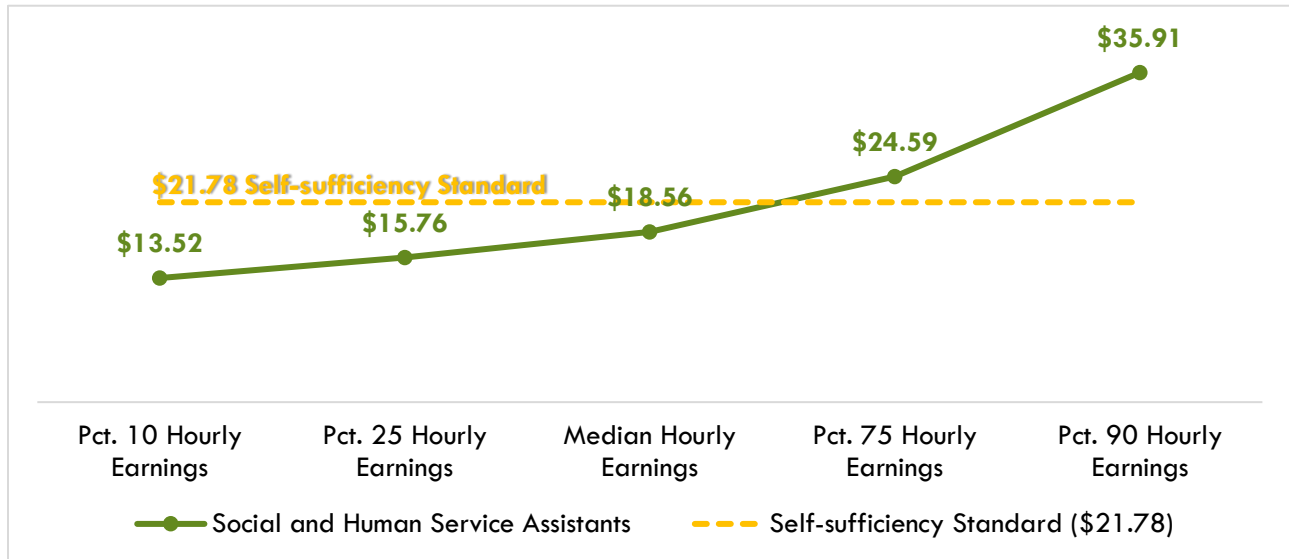 $35.91
$24.59
$21.78 Self-sufficiency Standard
$18.56
$15.76
$13.52
Pct. 10 Hourly Earnings
Pct. 25 Hourly Earnings
Median Hourly Earnings
Pct. 75 Hourly Earnings
Pct. 90 Hourly Earnings
Social and Human Service Assistants
Self-sufficiency Standard ($21.78)